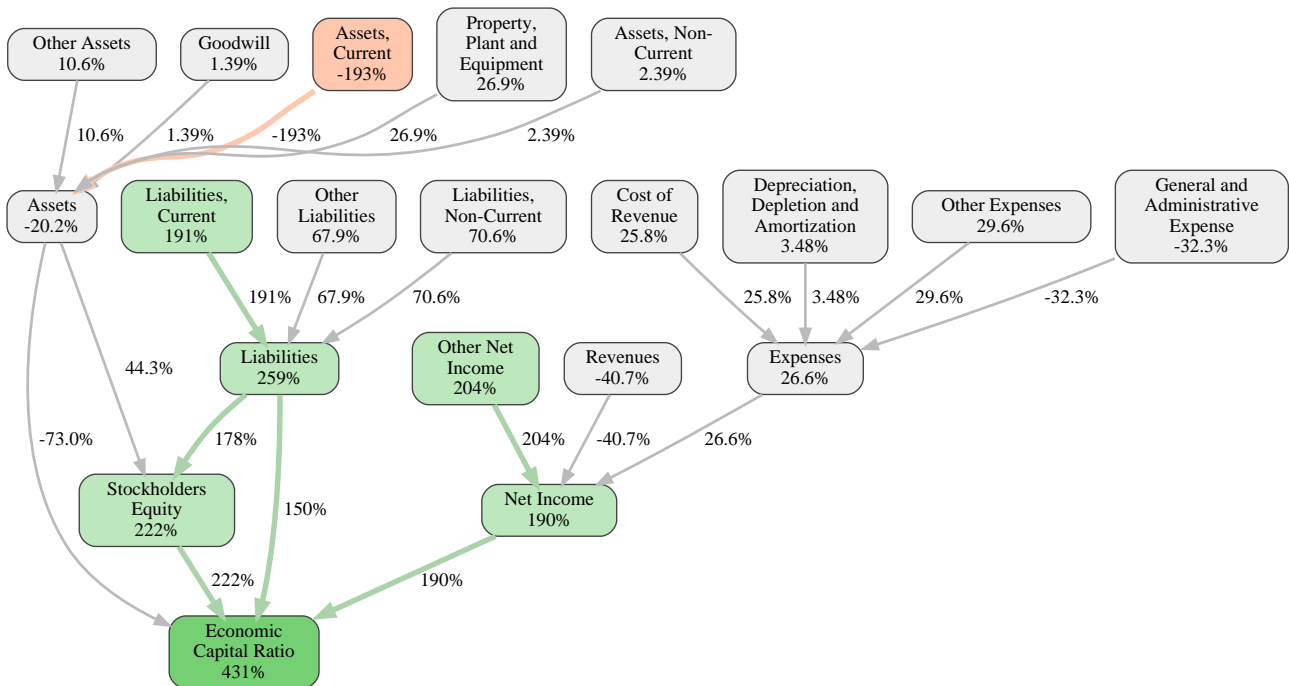 Other Assets
10.6%
Goodwill
1.39%
Assets,
Current
-193%
Property,
Plant and
Equipment
26.9%
Assets, Non-
Current
2.39%
10.6%
1.39%
-193%
26.9%
2.39%
Assets
-20.2%
Liabilities,
Current
191%
Other
Liabilities
67.9%
Liabilities,
Non-Current
70.6%
Cost of
Revenue
25.8%
Depreciation,
Depletion and
Amortization
3.48%
Other Expenses
29.6%
General and
Administrative
Expense
-32.3%
191%
67.9%
70.6%
25.8%
3.48%
29.6%
-32.3%
44.3%
Liabilities
259%
Other Net
Income
204%
Revenues
-40.7%
Expenses
26.6%
-73.0%
178%
204%
-40.7%
26.6%
Stockholders
Equity
222%
150%
Net Income
190%
222%
190%
Economic
Capital Ratio
431%